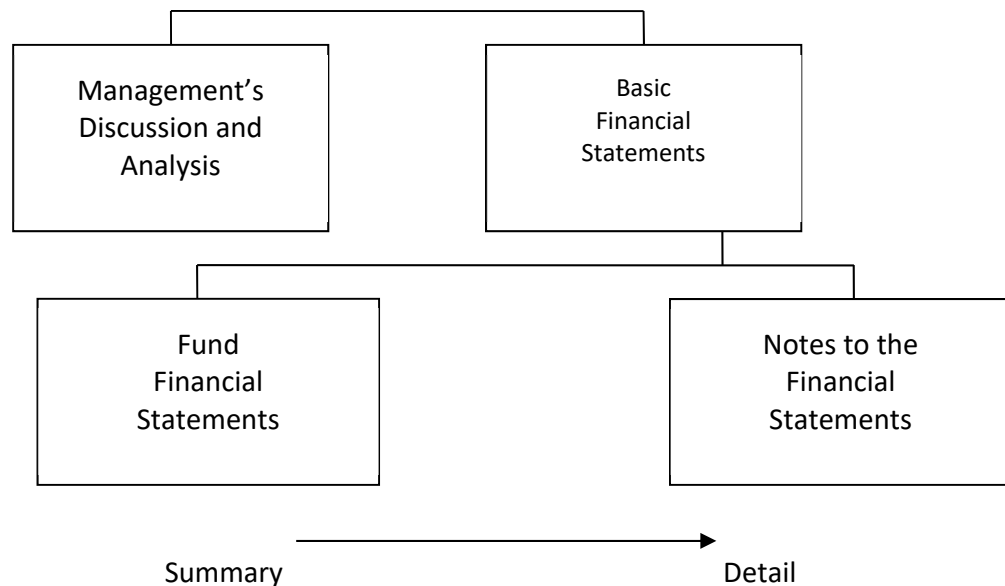 Management’s
Discussion and
Analysis
Basic
Financial
Statements
Fund
Financial
Statements
Notes to the
Financial
Statements
Summary
Detail